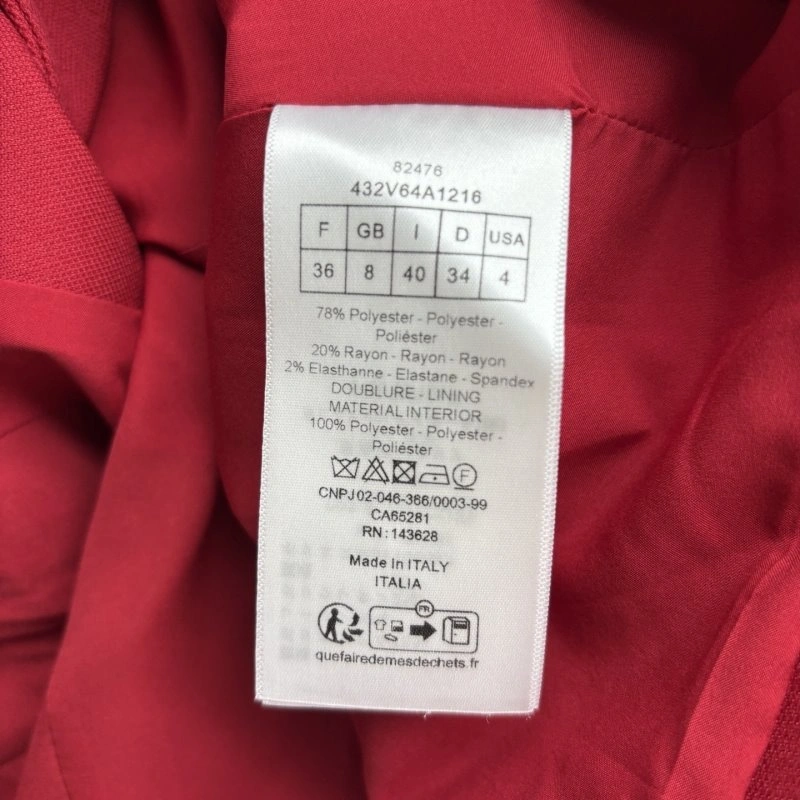 82476
432V64A1216
F GB I D USA
36 8 40 34 4
78% Polyester - Polyester -
Poliéster
20% Rayon - Rayon - Rayon
2% Elasthanne - Elastane - Spandex
DOUBLURE - LINING
MATERIAL INTERIOR
100% Polyester - Polyester -
Poliéster
F
CNPJ 02-046-366/0003-99
CA65281
RN : 143628
Made In ITALY
ITALIA
FR
quefairedemesdechets.fr